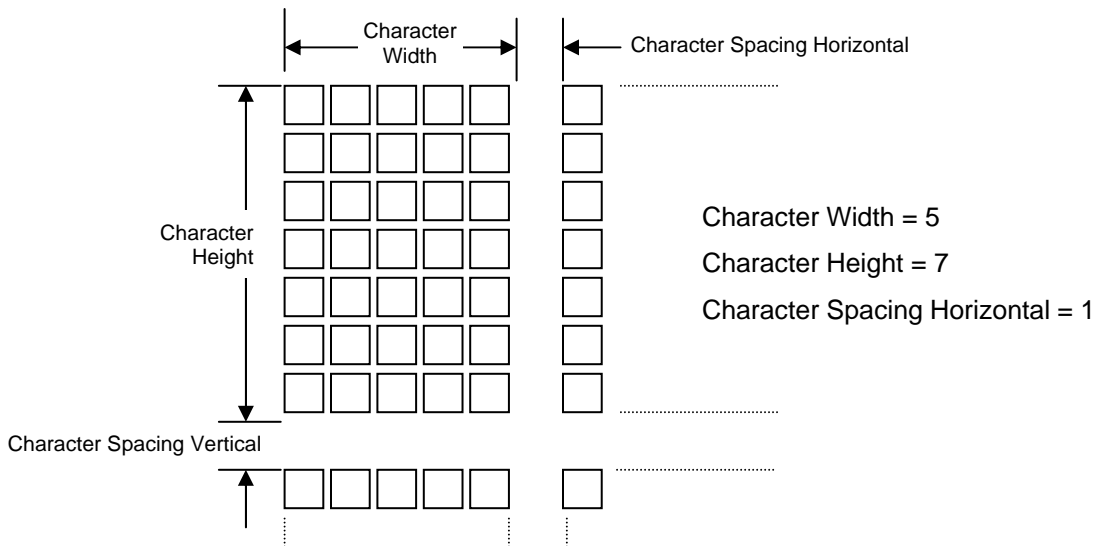 Character
Width
Character Spacing Horizontal
Character
Height
Character Width = 5
Character Height = 7
Character Spacing Horizontal = 1
Character Spacing Vertical